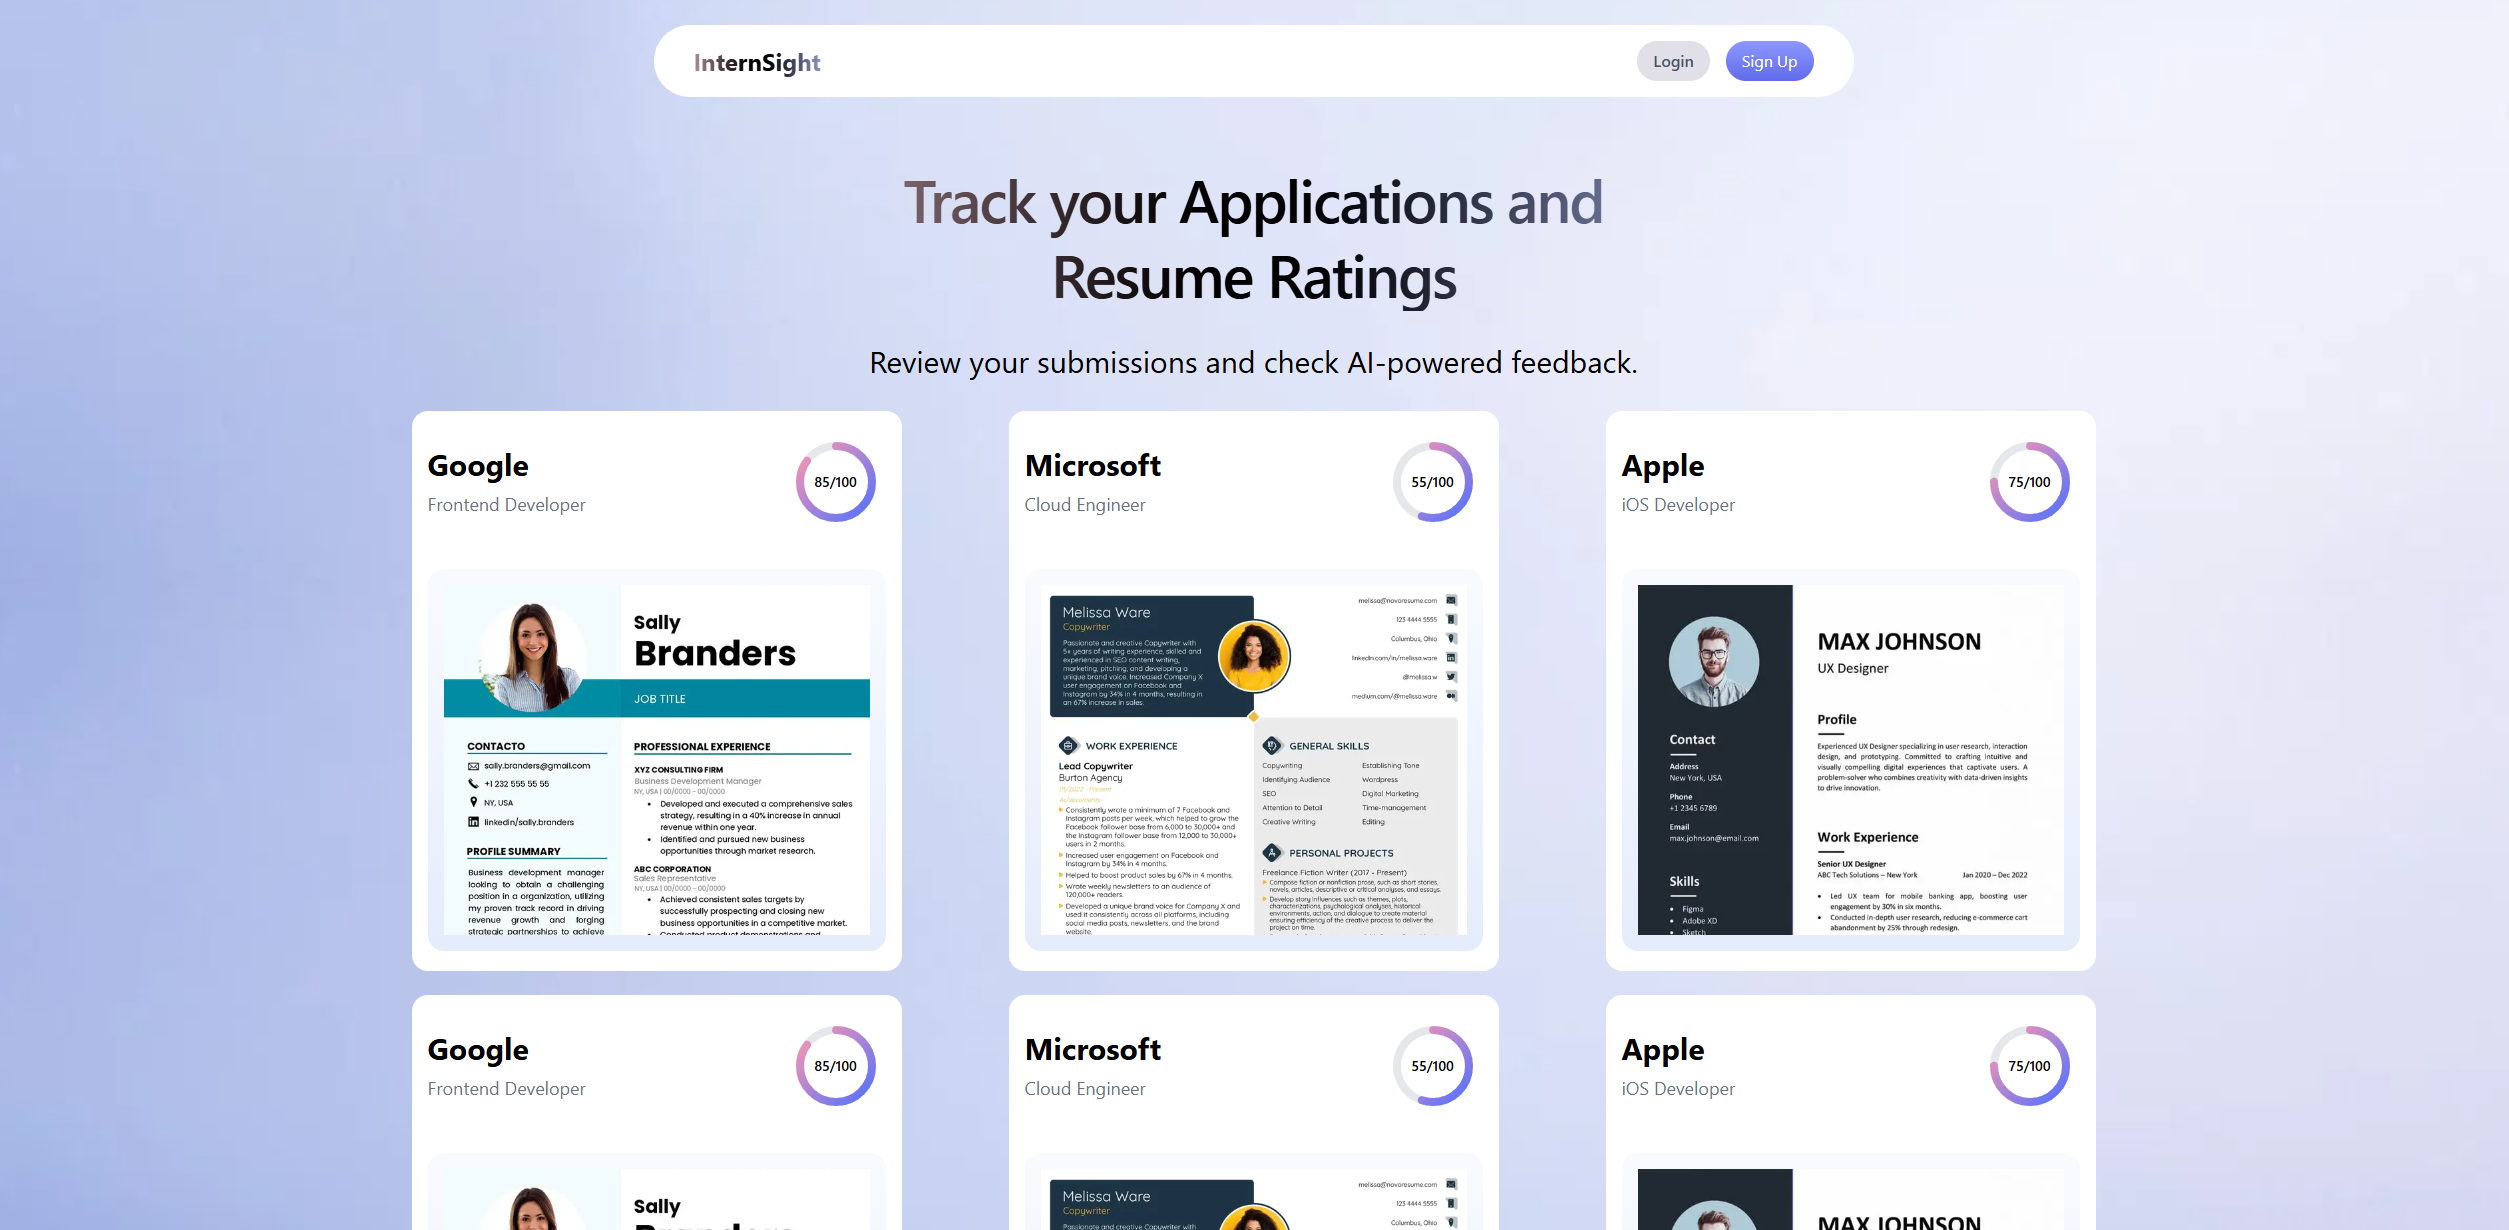 InternSight
Login
Sign Up
Track your Applications and
Resume Ratings
Review your submissions and check AI-powered feedback.
Google
Frontend Developer
85/100
Sally
Branders
JOB TITLE
CONTACTO
sally.branders@gmail.com
+1 232 555 55 55
NY, USA
linkedin/sally.branders
PROFILE SUMMARY
Business development manager
looking to obtain a challenging
position in a organization, utilizing
my proven track record in driving
revenue growth and forging
strategic partnerships to achieve
PROFESSIONAL EXPERIENCE
XYZ CONSULTING FIRM
Business Development Manager
NY, USA | 00/0000 - 00/0000
Developed and executed a comprehensive sales
strategy, resulting in a 40% increase in annual
revenue within one year.
Identified and pursued new business
opportunities through market research.
ABC CORPORATION
Sales Representative
NY, USA | 00/0000 - 00/0000
Achieved consistent sales targets by
successfully prospecting and closing new
business opportunities in a competitive market.
Conducted product demonstrations and
Microsoft
Cloud Engineer
55/100
Melissa Ware
Copywriter
Passionate and creative Copywriter with
5+ years of writing experience, skilled and
experienced in SEO content writing,
marketing, pitching, and developing a
unique brand voice. Increased Company X
user engagement on Facebook and
Instagram by 34% in 4 months, resulting in
an 67% increase in sales.
melissa@novoresume.com
123 4444 5555
Columbus, Ohio
linkedin.com/in/melissa.ware
@melissa.w
medium.com/@melissa.ware
WORK EXPERIENCE
Lead Copywriter
Burton Agency
01/2022 - Present
Achievements
Consistently wrote a minimum of 7 Facebook and
Instagram posts per week, which helped to grow the
Facebook follower base from 6,000 to 30,000+ and
the Instagram follower base from 12,000 to 30,000+
users in 2 months.
Increased user engagement on Facebook and
Instagram by 34% in 4 months.
Helped to boost product sales by 67% in 4 months.
Wrote weekly newsletters to an audience of
120,000+ readers.
Developed a unique brand voice for Company X and
used it consistently across all platforms, including
social media posts, newsletters, and the brand
website.
GENERAL SKILLS
Copywriting
Establishing Tone
Identifying Audience
Wordpress
SEO
Digital Marketing
Attention to Detail
Time-management
Creative Writing
Editing
PERSONAL PROJECTS
Freelance Fiction Writer (2017 - Present)
Compose fiction or nonfiction prose, such as short stories,
novels, articles, descriptive or critical analyses, and essays.
Develop story influences such as themes, plots,
characterizations, psychological analyses, historical
environments, action, and dialogue to create material
ensuring efficiency of the creative process to deliver the
project on time.
Apple
iOS Developer
75/100
MAX JOHNSON
UX Designer
Contact
Address
New York, USA
Phone
+1 2345 6789
Email
max.johnson@email.com
Skills
Figma
Adobe XD
Sketch
Profile
Experienced UX Designer specializing in user research, interaction
design, and prototyping. Committed to crafting intuitive and
visually compelling digital experiences that captivate users. A
problem-solver who combines creativity with data-driven insights
to drive innovation.
Work Experience
Senior UX Designer
ABC Tech Solutions – New York
Jan 2020 – Dec 2022
Led UX team for mobile banking app, boosting user
engagement by 30% in six months.
Conducted in-depth user research, reducing e-commerce cart
abandonment by 25% through redesign.
Google
Frontend Developer
85/100
Sally
Branders
Microsoft
Cloud Engineer
55/100
Melissa Ware
Copywriter
Passionate and creative Copywriter with
melissa@novoresume.com
123 4444 5555
Columbus, Ohio
Apple
iOS Developer
75/100
MAX JOHNSON